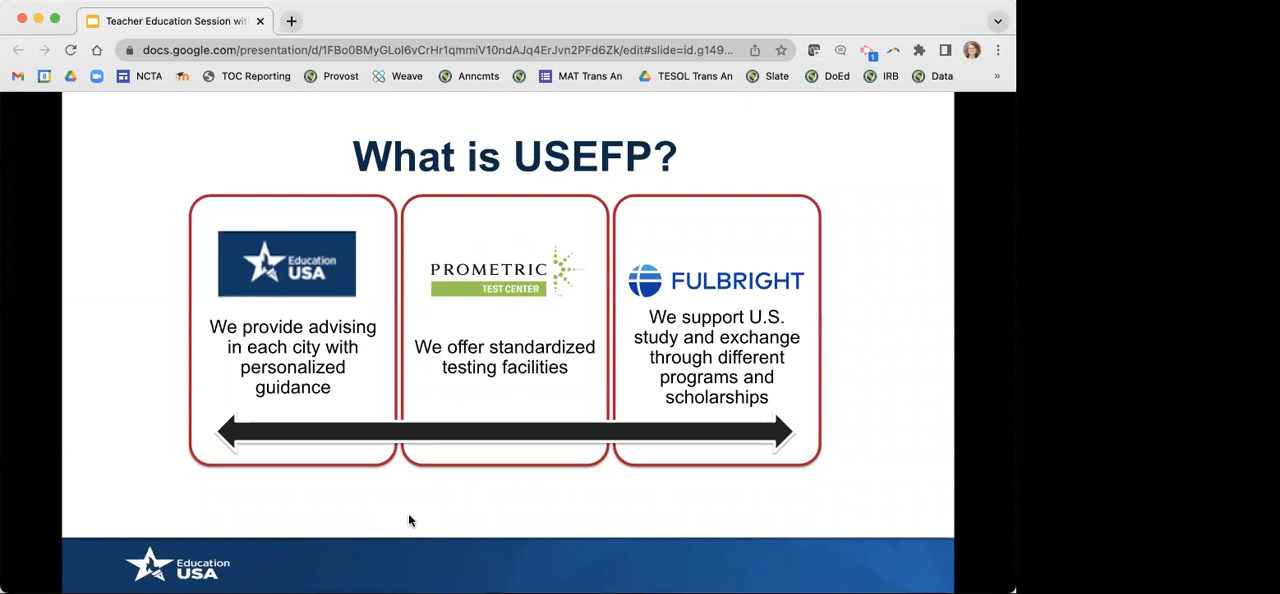 Teacher Education Session wit
docs.google.com/presentation/d/1FBo0BMyGLol6vCrHr1qmmiV10ndAJq4ErJvn2PFd6Zk/edit#slide=id.g149...
1
8
NCTA
TOC Reporting
Provost
Weave
Anncmts
MAT Trans An
TESOL Trans An
Slate
DoEd
IRB
Data
»
What is USEFP?
Education
USA
We provide advising
in each city with
personalized
guidance
PROMETRIC
TEST CENTER
We offer standardized
testing facilities
FULBRIGHT
We support U.S.
study and exchange
through different
programs and
scholarships
Education
USA